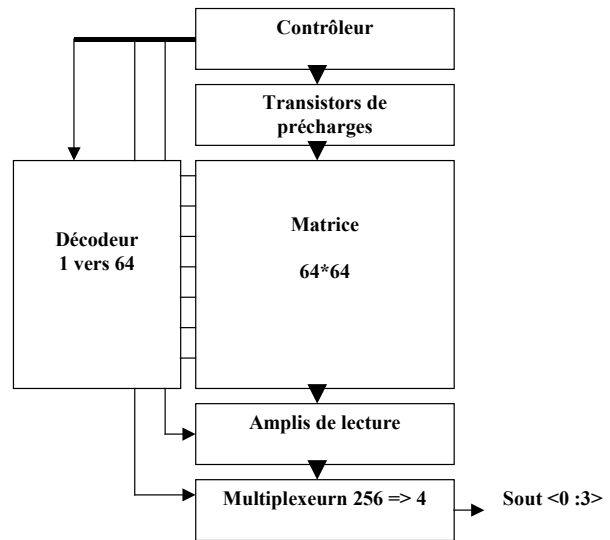 Contrôleur
Transistors de
précharges
Décodeur
1 vers 64
Matrice
64*64
Amplis de lecture
Multiplexeurn 256 => 4
Sout <0 :3>